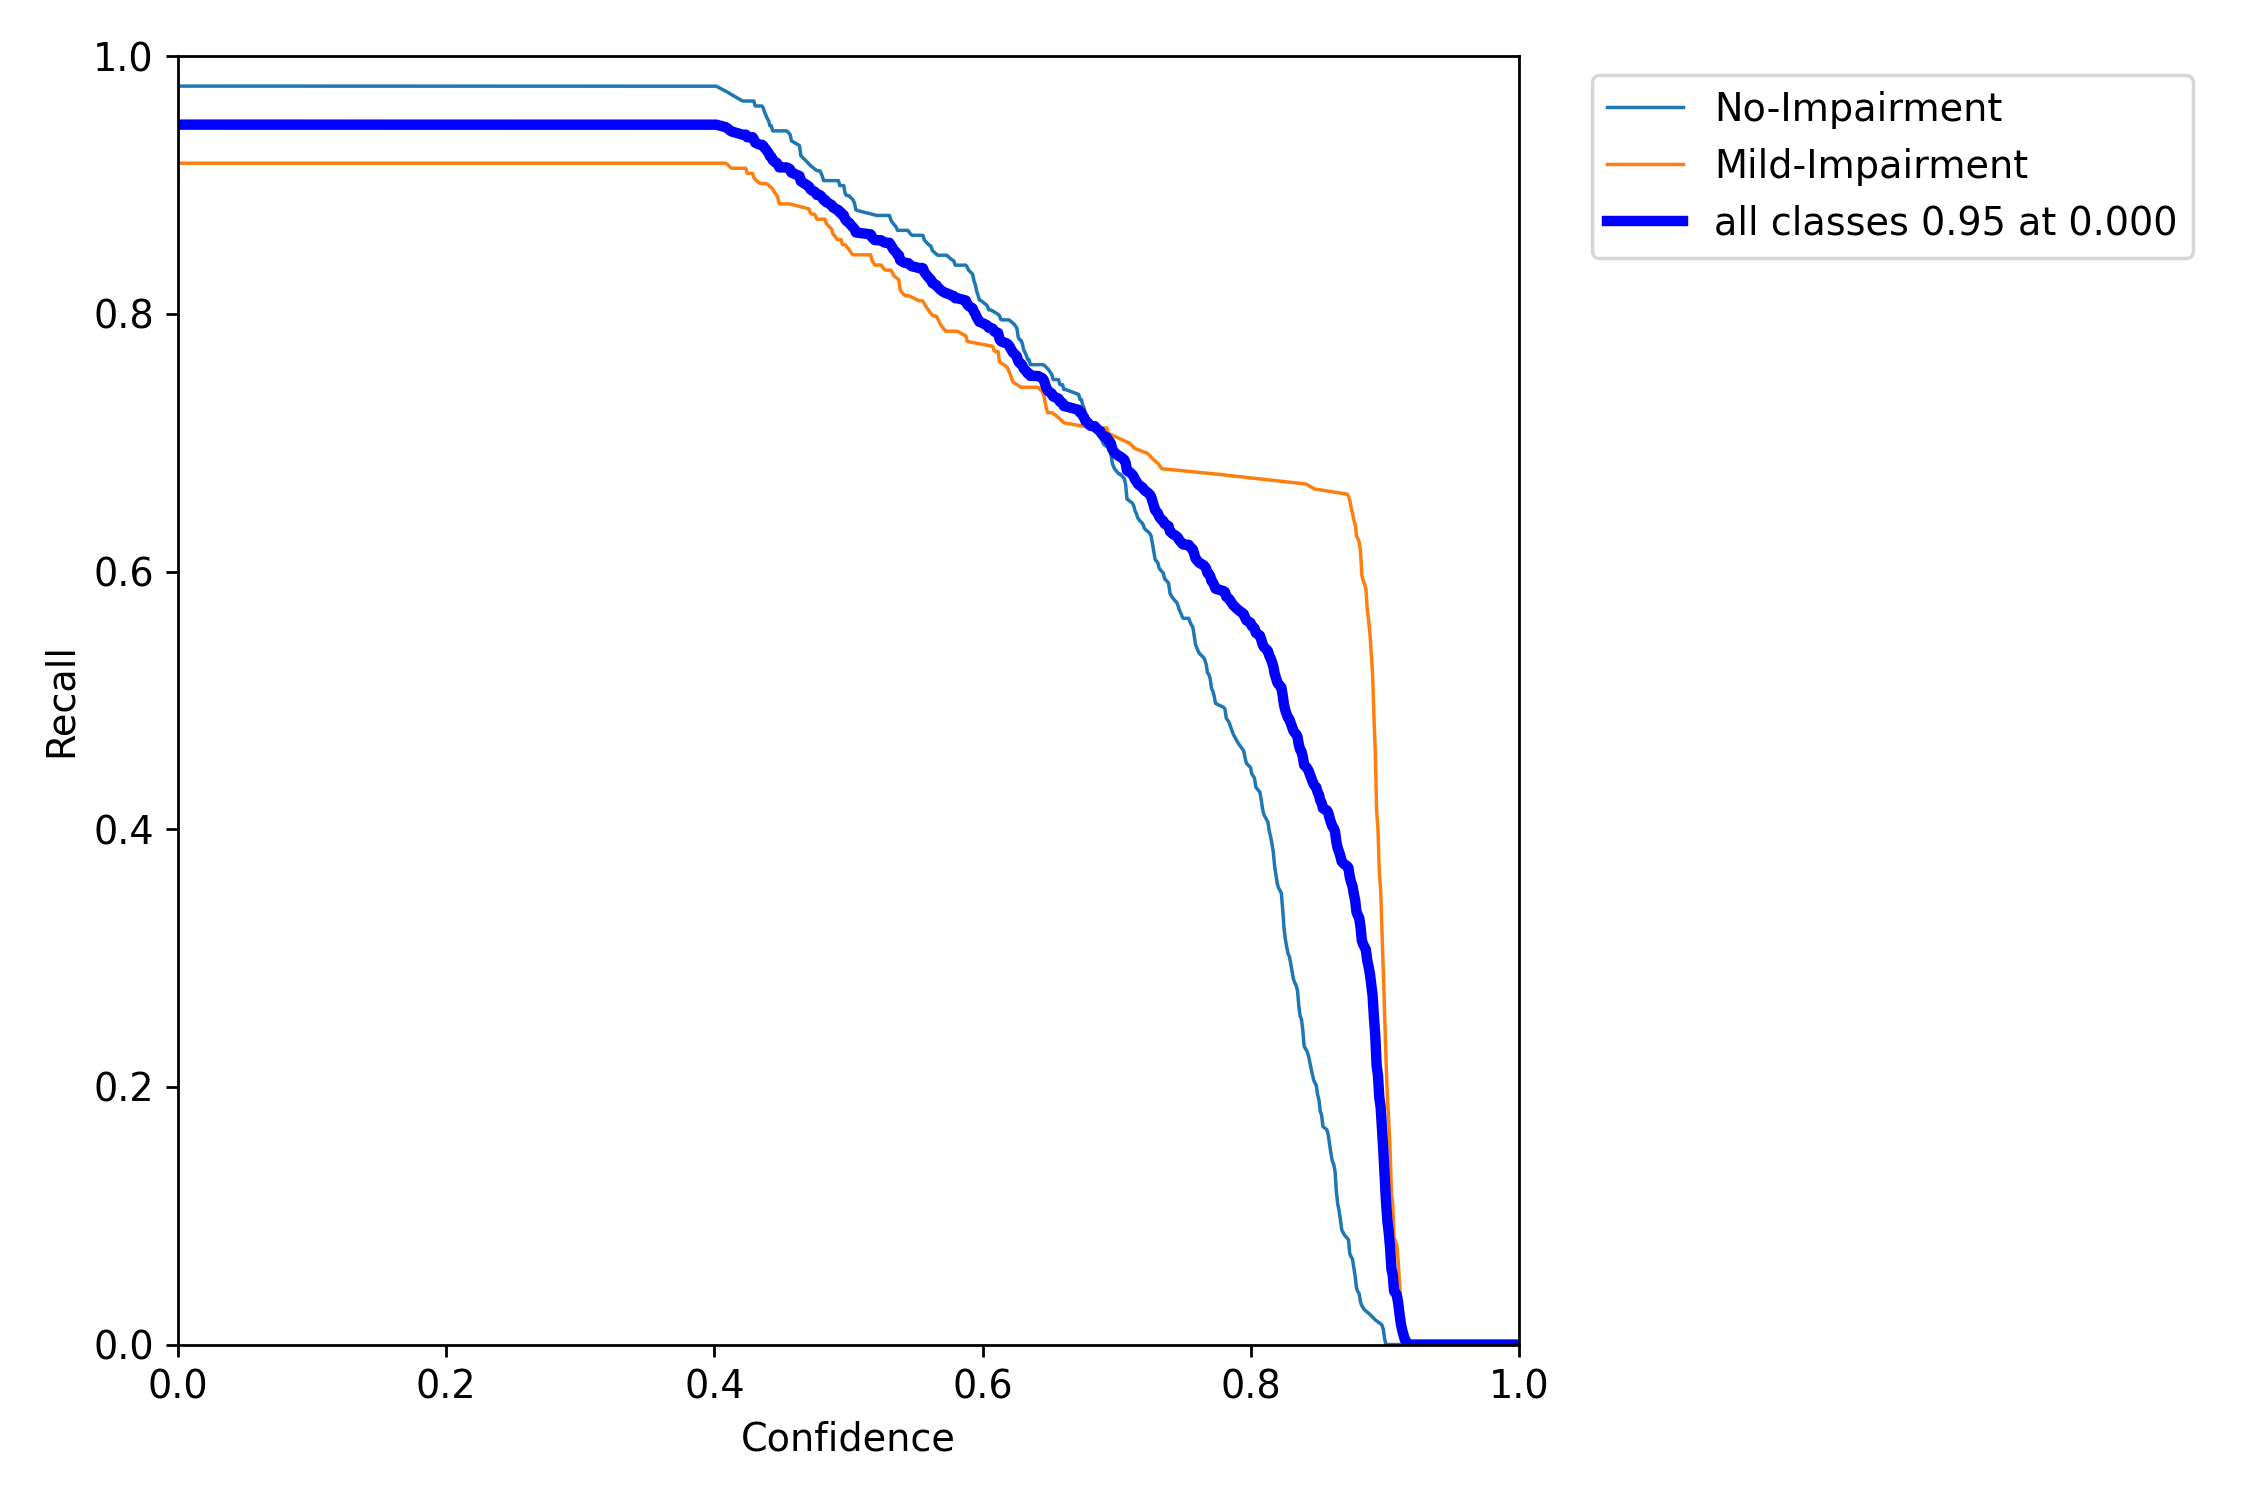 No-Impairment
Mild-Impairment
all classes 0.95 at 0.000
1.0
0.8
0.6
0.4
0.2
0.0
Recall
0.0 0.2 0.4 0.6 0.8 1.0
Confidence